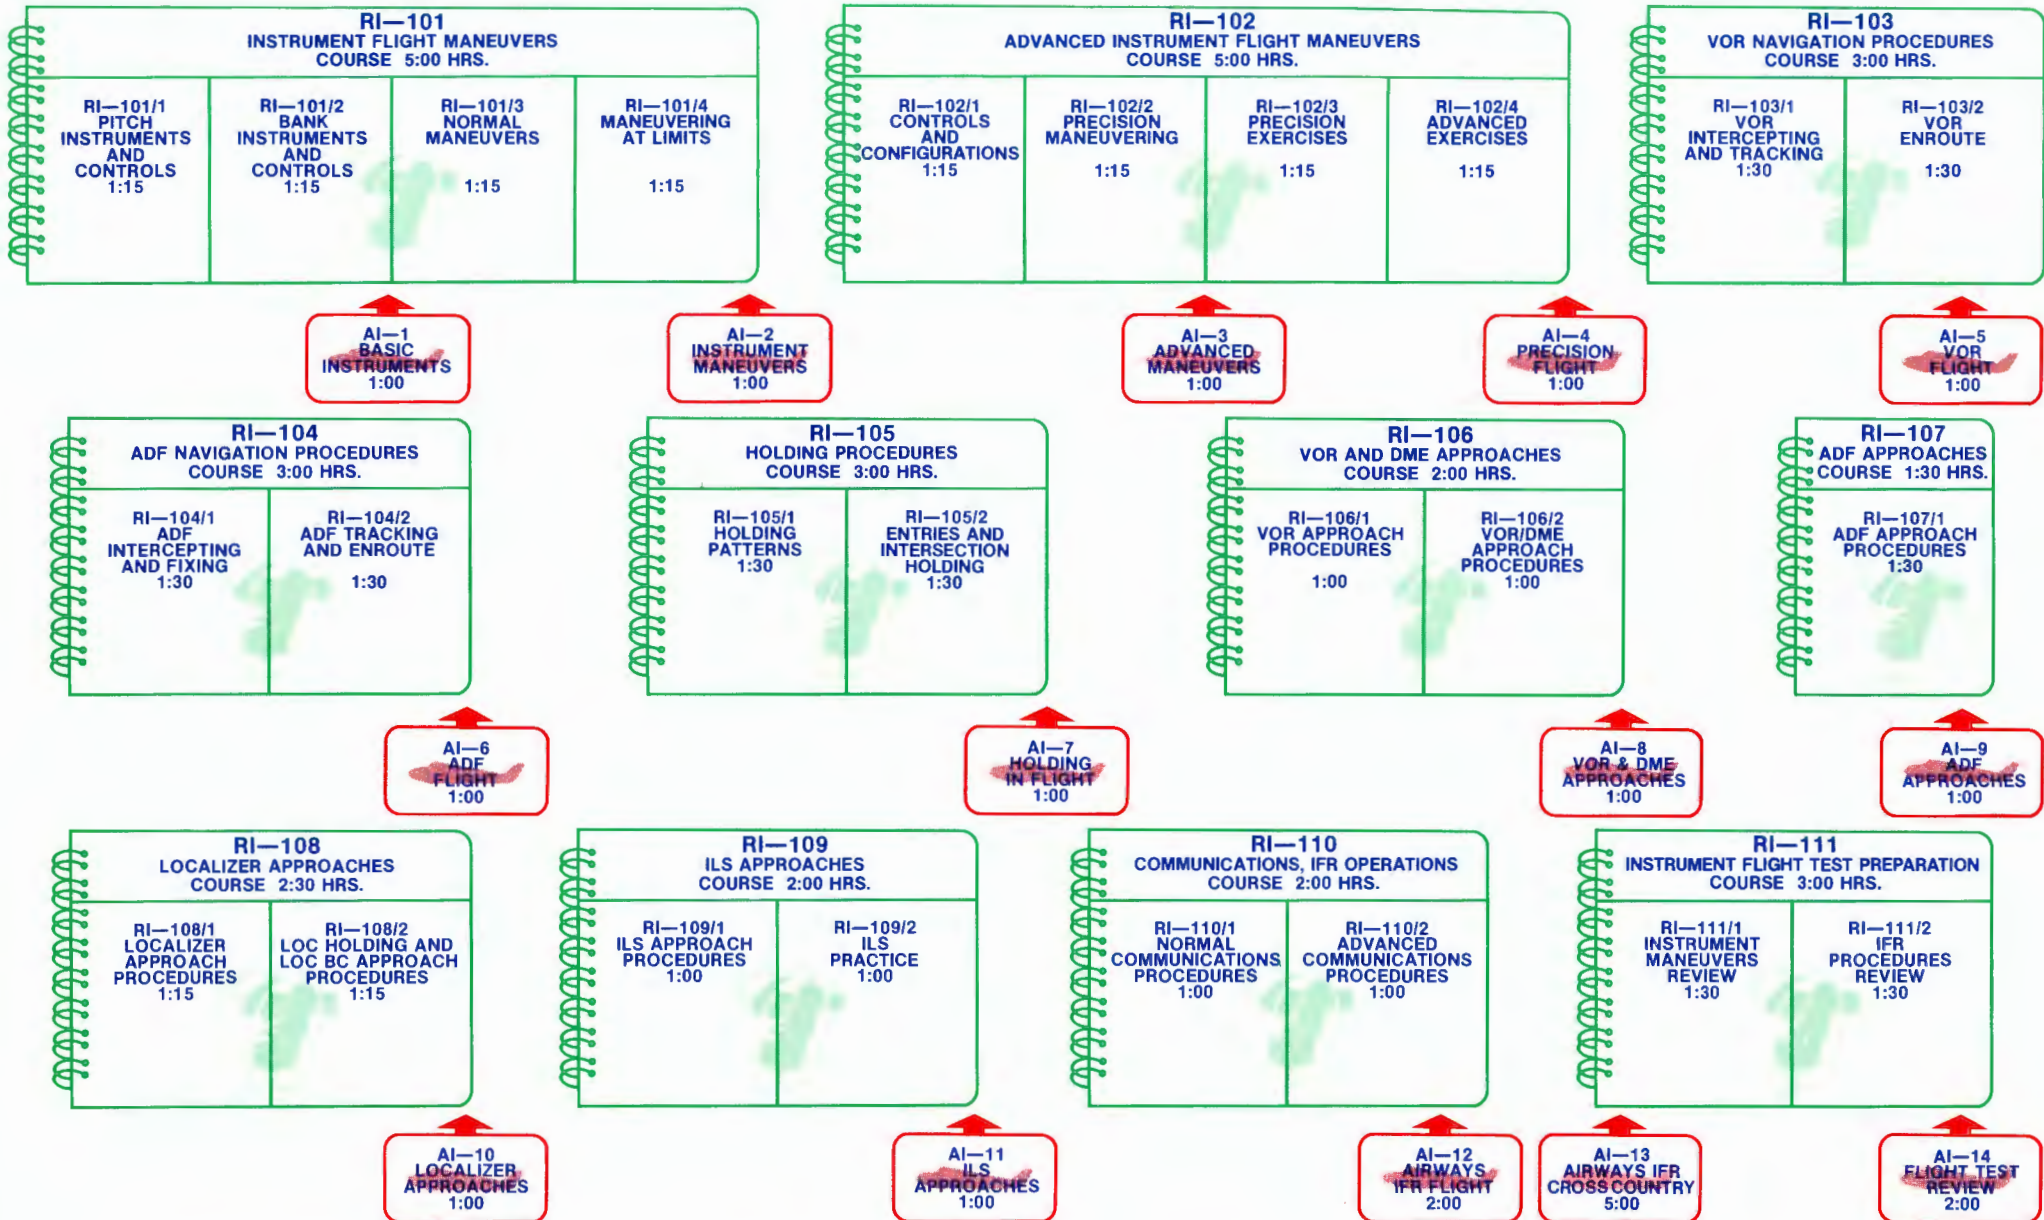 RI—101
INSTRUMENT FLIGHT MANEUVERS
COURSE 5:00 HRS.
RI—101/1
PITCH
INSTRUMENTS
AND
CONTROLS
1:15
RI—101/2
BANK
INSTRUMENTS
AND
CONTROLS
1:15
RI—101/3
NORMAL
MANEUVERS
1:15
RI—101/4
MANEUVERING
AT LIMITS
1:15
RI—102
ADVANCED INSTRUMENT FLIGHT MANEUVERS
COURSE 5:00 HRS.
RI—102/1
CONTROLS
AND
CONFIGURATIONS
1:15
RI—102/2
PRECISION
MANEUVERING
1:15
RI—102/3
PRECISION
EXERCISES
1:15
RI—102/4
ADVANCED
EXERCISES
1:15
RI—103
VOR NAVIGATION PROCEDURES
COURSE 3:00 HRS.
RI—103/1
VOR
INTERCEPTING
AND TRACKING
1:30
RI—103/2
VOR
ENROUTE
1:30
AI—1
BASIC
INSTRUMENTS
1:00
AI—2
INSTRUMENT
MANEUVERS
1:00
AI—3
ADVANCED
MANEUVERS
1:00
AI—4
PRECISION
FLIGHT
1:00
AI—5
VOR
FLIGHT
1:00
RI—104
ADF NAVIGATION PROCEDURES
COURSE 3:00 HRS.
RI—104/1
ADF
INTERCEPTING
AND FIXING
1:30
RI—104/2
ADF TRACKING
AND ENROUTE
1:30
RI—105
HOLDING PROCEDURES
COURSE 3:00 HRS.
RI—105/1
HOLDING
PATTERNS
1:30
RI—105/2
ENTRIES AND
INTERSECTION
HOLDING
1:30
RI—106
VOR AND DME APPROACHES
COURSE 2:00 HRS.
RI—106/1
VOR APPROACH
PROCEDURES
1:00
RI—106/2
VOR/DME
APPROACH
PROCEDURES
1:00
RI—107
ADF APPROACHES
COURSE 1:30 HRS.
RI—107/1
ADF APPROACH
PROCEDURES
1:30
AI—6
ADF
FLIGHT
1:00
AI—7
HOLDING
IN FLIGHT
1:00
AI—8
VOR & DME
APPROACHES
1:00
AI—9
ADF
APPROACHES
1:00
RI—108
LOCALIZER APPROACHES
COURSE 2:30 HRS.
RI—108/1
LOCALIZER
APPROACH
PROCEDURES
1:15
RI—108/2
LOC HOLDING AND
LOC BC APPROACH
PROCEDURES
1:15
RI—109
ILS APPROACHES
COURSE 2:00 HRS.
RI—109/1
ILS APPROACH
PROCEDURES
1:00
RI—109/2
ILS
PRACTICE
1:00
RI—110
COMMUNICATIONS, IFR OPERATIONS
COURSE 2:00 HRS.
RI—110/1
NORMAL
COMMUNICATIONS
PROCEDURES
1:00
RI—110/2
ADVANCED
COMMUNICATIONS
PROCEDURES
1:00
RI—111
INSTRUMENT FLIGHT TEST PREPARATION
COURSE 3:00 HRS.
RI—111/1
INSTRUMENT
MANEUVERS
REVIEW
1:30
RI—111/2
IFR
PROCEDURES
REVIEW
1:30
AI—10
LOCALIZER
APPROACHES
1:00
AI—11
ILS
APPROACHES
1:00
AI—12
AIRWAYS
IFR FLIGHT
2:00
AI—13
AIRWAYS IFR
CROSS COUNTRY
5:00
AI—14
FLIGHT TEST
REVIEW
2:00